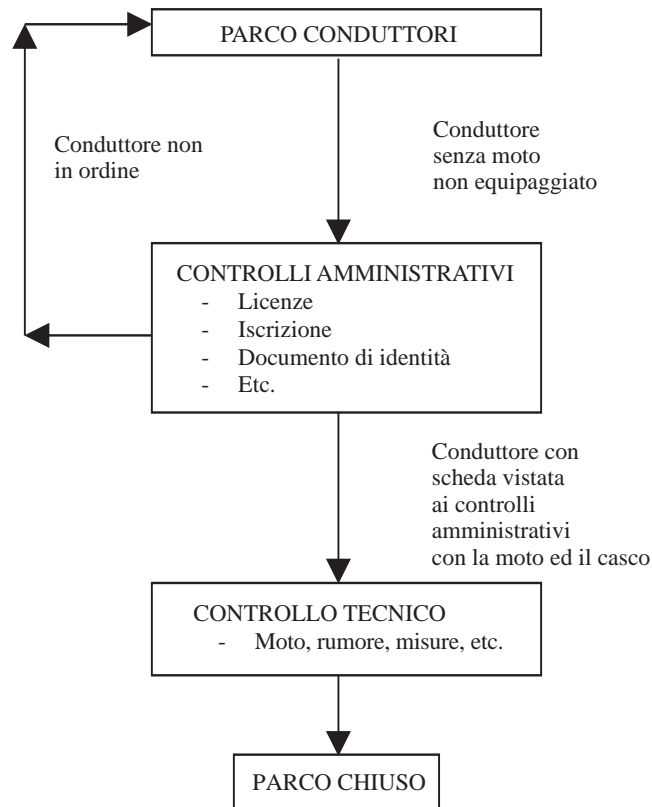 PARCO CONDUTTORI
Conduttore non
in ordine
Conduttore
senza moto
non equipaggiato
CONTROLLI AMMINISTRATIVI
- Licenze
- Iscrizione
- Documento di identità
- Etc.
Conduttore con
scheda vistata
ai controlli
amministrativi
con la moto ed il casco
CONTROLLO TECNICO
- Moto, rumore, misure, etc.
PARCO CHIUSO